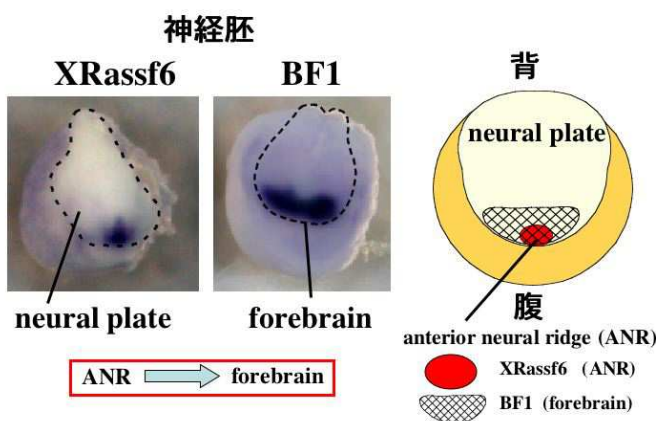 神経胚
XRassf6
BF1
neural plate
forebrain
ANR
forebrain
背
neural plate
腹
anterior neural ridge (ANR)
XRassf6 (ANR)
BF1 (forebrain)